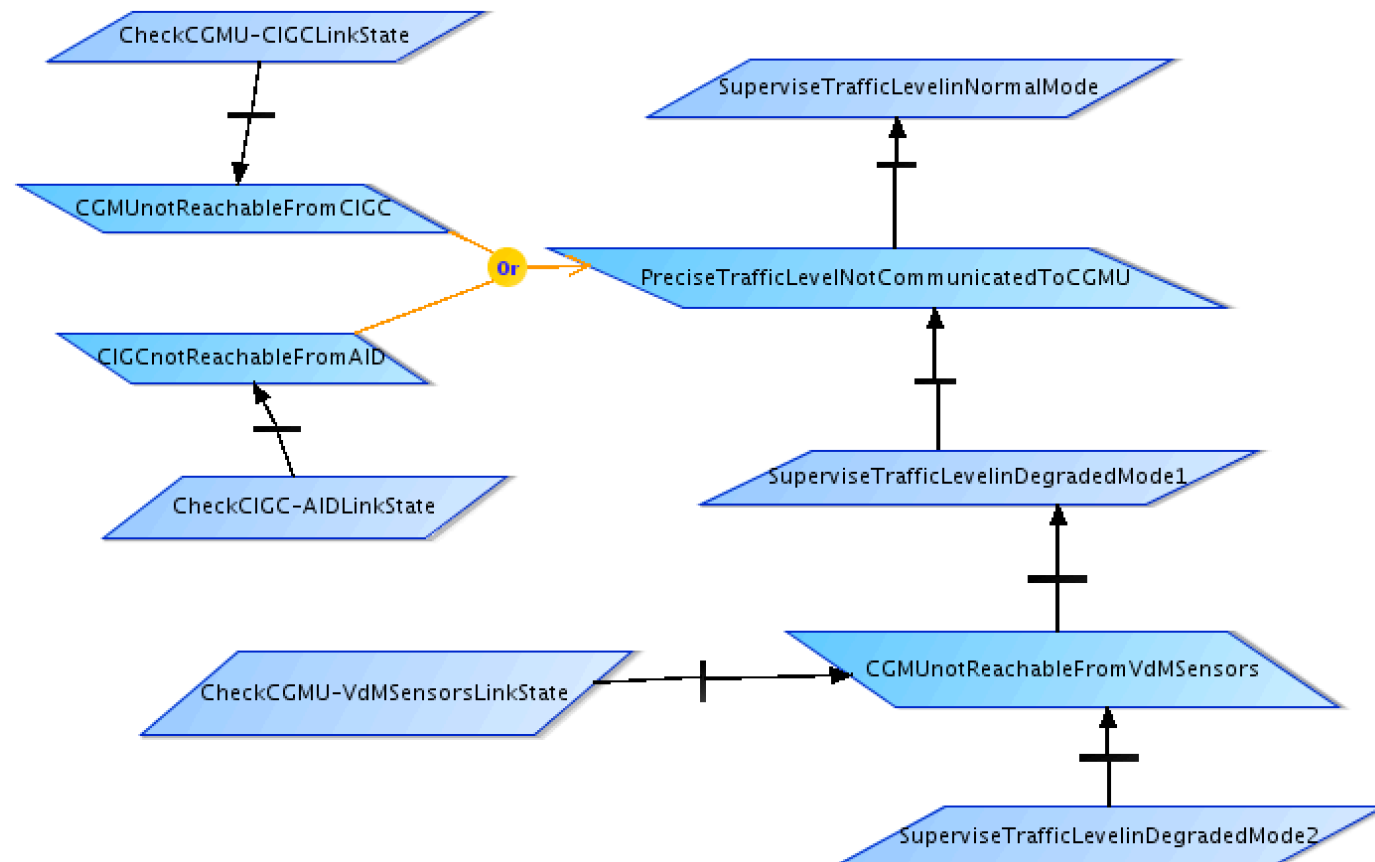 CheckCGMU-CIGCLinkState
SuperviseTrafficLevelinNormalMode
CGMUnotReachableFromCIGC
Or
PreciseTrafficLevelNotCommunicatedToCGMU
CIGCnotReachableFromAID
SuperviseTrafficLevelinDegradedMode1
CheckCIGC-AIDLinkState
CGMUnotReachableFromVdMSensors
CheckCGMU-VdMSensorsLinkState
SuperviseTrafficLevelinDegradedMode2